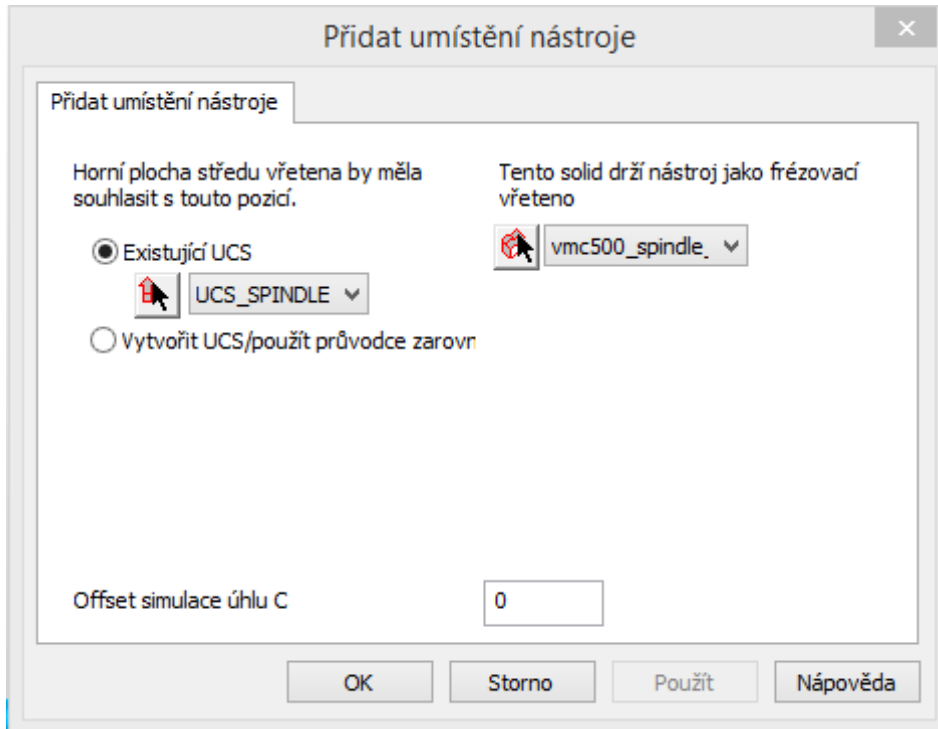 Přidat umístění nástroje
Přidat umístění nástroje
Horní plocha středu vřetena by měla
souhlasit s touto pozicí.
Existující UCS
UCS_SPINDLE
Vytvořit UCS/použít průvodce zarovn
Tento solid drží nástroj jako frézovací
vřeteno
vmc500_spindle_
Offset simulace úhlu C
0
OK
Storno
Použít
Nápověda